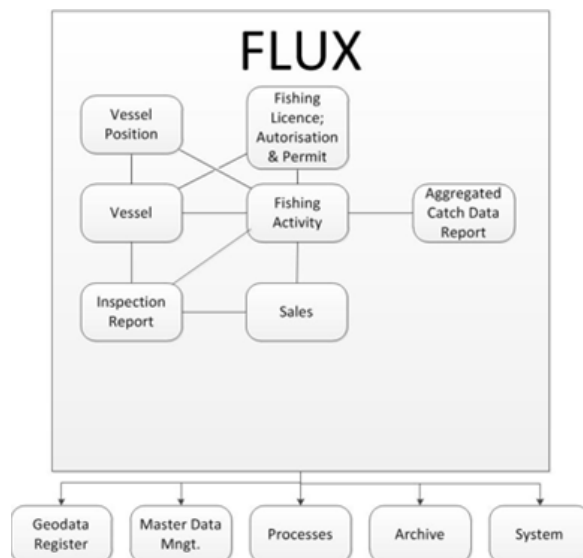 FLUX
Vessel
Position
Fishing
Licence;
Autorisation
& Permit
Vessel
Fishing
Activity
Aggregated
Catch Data
Report
Inspection
Report
Sales
Geodata
Register
Master Data
Mngt.
Processes
Archive
System